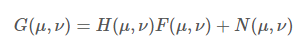 G(μ, ν) = H(μ, ν)F(μ, ν) + N(μ, ν)